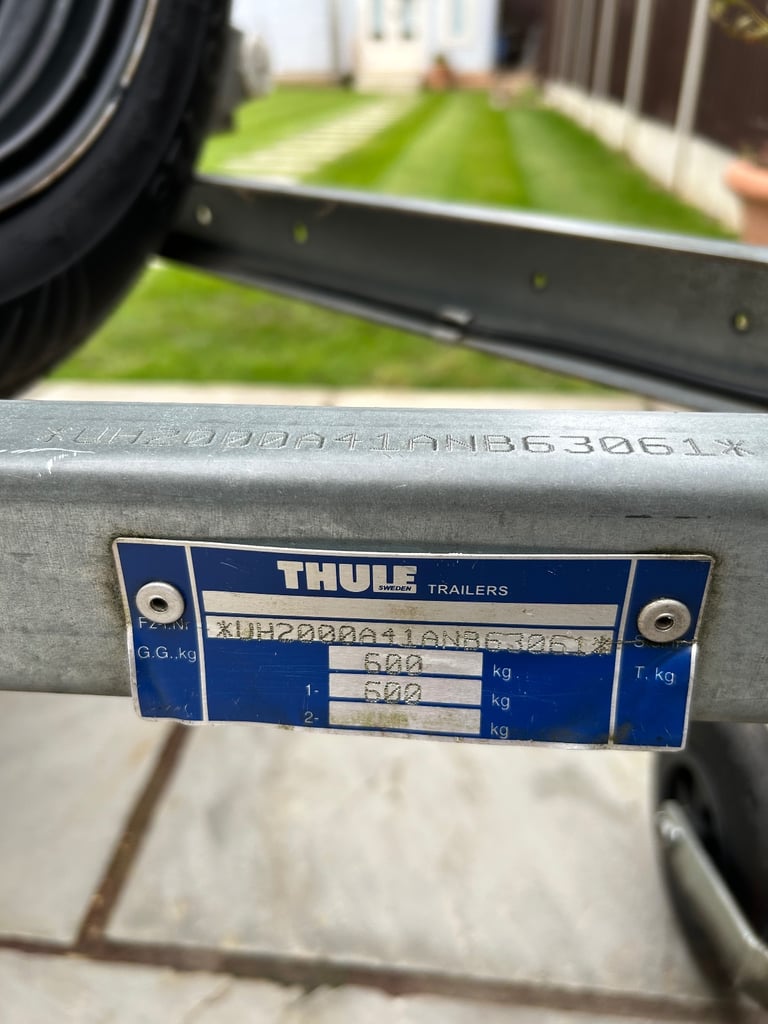 *UH2000A41ANB63061*
THULE
SWEDEN
TRAILERS
*UH2000A41ANB63061*
G.G.,kg
600 kg
T. kg
1- 600 kg
2- kg